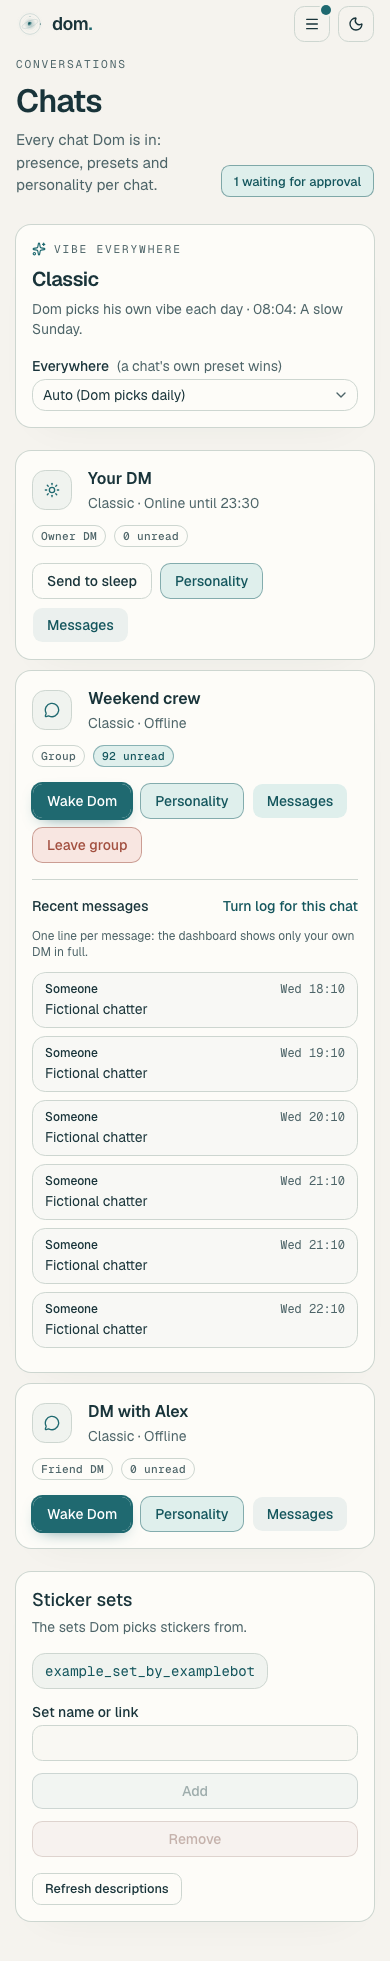 dom.
CONVERSATIONS
Chats
Every chat Dom is in:
presence, presets and
personality per chat.
1 waiting for approval
VIBE EVERYWHERE
Classic
Dom picks his own vibe each day · 08:04: A slow
Sunday.
Everywhere (a chat's own preset wins)
Auto (Dom picks daily)
Your DM
Classic · Online until 23:30
Owner DM 0 unread
Send to sleep Personality
Messages
Weekend crew
Classic · Offline
Group 92 unread
Wake Dom Personality Messages
Leave group
Recent messages Turn log for this chat
One line per message: the dashboard shows only your own
DM in full.
Someone Wed 18:10
Fictional chatter
Someone Wed 19:10
Fictional chatter
Someone Wed 20:10
Fictional chatter
Someone Wed 21:10
Fictional chatter
Someone Wed 21:10
Fictional chatter
Someone Wed 22:10
Fictional chatter
DM with Alex
Classic · Offline
Friend DM 0 unread
Wake Dom Personality Messages
Sticker sets
The sets Dom picks stickers from.
example_set_by_examplebot
Set name or link
Add
Remove
Refresh descriptions